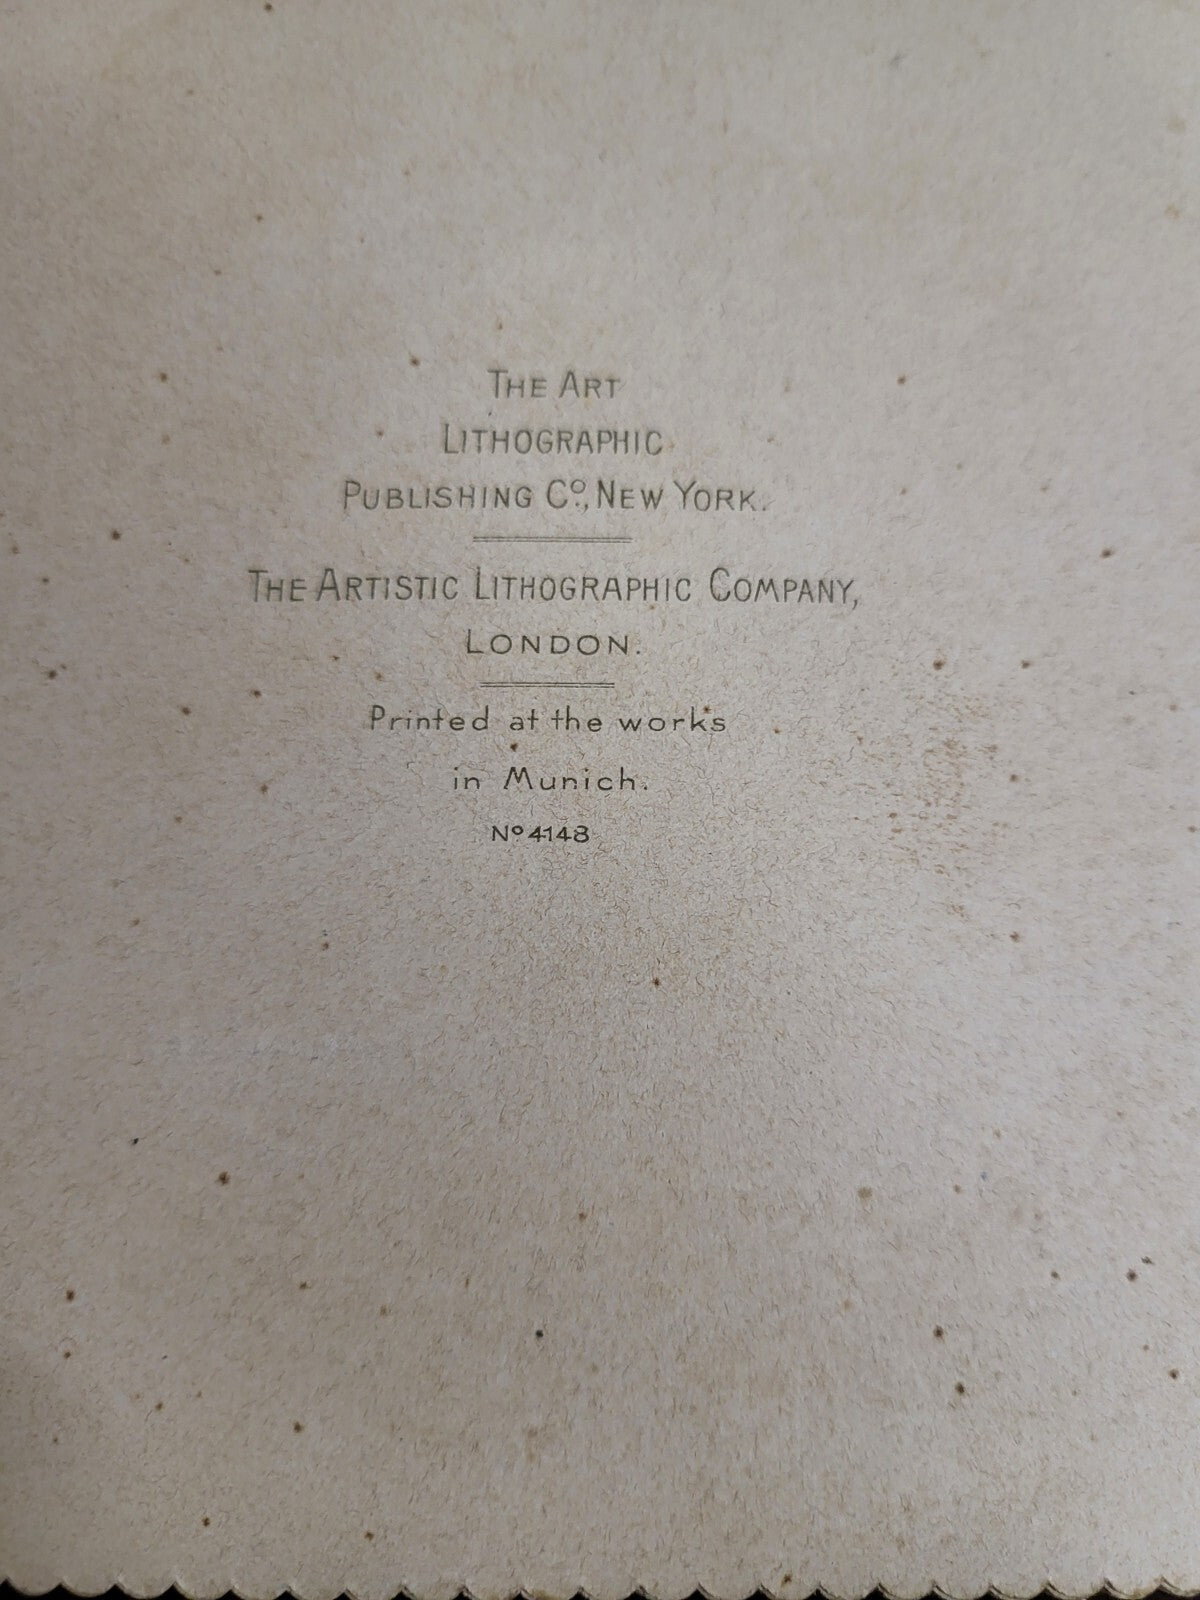 The Art
Lithographic
Publishing Cº, New York.
The Artistic Lithographic Company,
London.
Printed at the works
in Munich.
Nº 4148